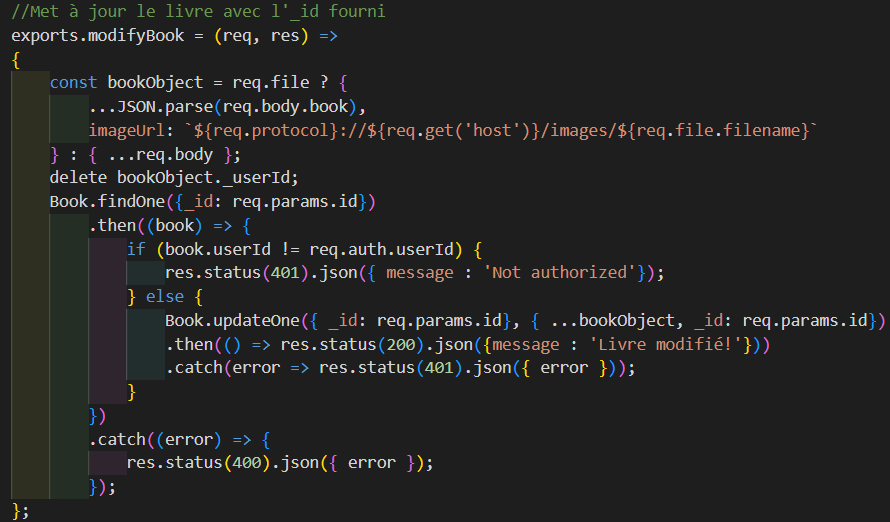 //Met à jour le livre avec l'_id fourni
exports.modifyBook = (req, res) =>
{
    const bookObject = req.file ? {
        ...JSON.parse(req.body.book),
        imageUrl: `${req.protocol}://${req.get('host')}/images/${req.file.filename}`
    } : { ...req.body };
    delete bookObject._userId;
    Book.findOne({_id: req.params.id})
        .then((book) => {
            if (book.userId != req.auth.userId) {
                res.status(401).json({ message : 'Not authorized'});
            } else {
                Book.updateOne({ _id: req.params.id}, { ...bookObject, _id: req.params.id})
                .then(() => res.status(200).json({message : 'Livre modifié!'}))
                .catch(error => res.status(401).json({ error }));
            }
        })
        .catch((error) => {
            res.status(400).json({ error });
        });
};